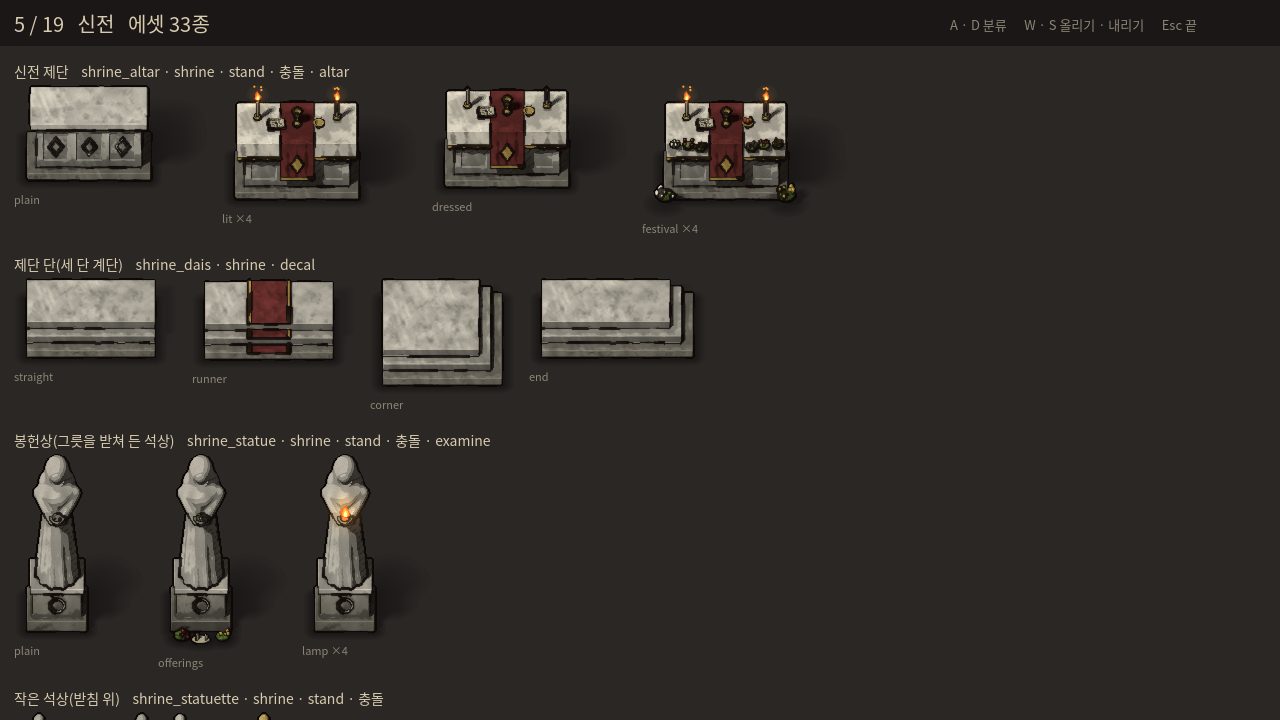 5 / 19 신전 에셋 33종 A · D 분류 W · S 올리기 · 내리기 Esc 끝
신전 제단 shrine_altar · shrine · stand · 충돌 · altar
plain
lit ×4
dressed
festival ×4
제단 단(세 단 계단) shrine_dais · shrine · decal
straight
runner
corner
end
봉헌상(그릇을 받쳐 든 석상) shrine_statue · shrine · stand · 충돌 · examine
plain
offerings
lamp ×4
작은 석상(받침 위) shrine_statuette · shrine · stand · 충돌